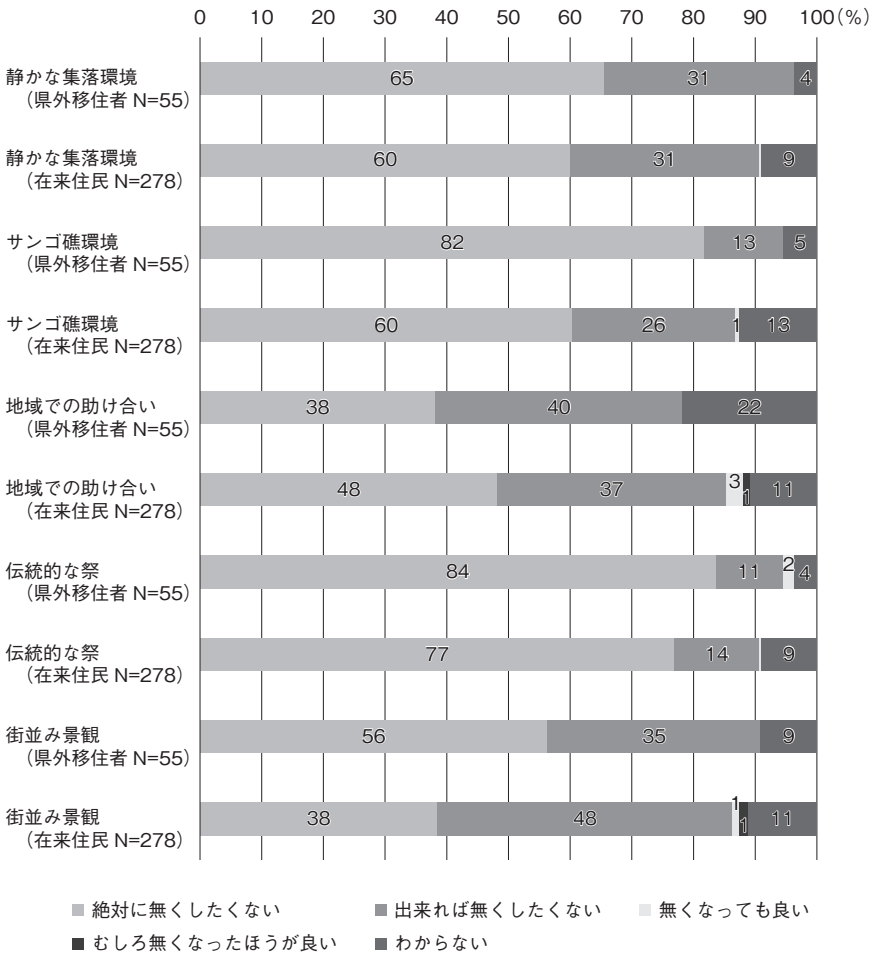 0 10 20 30 40 50 60 70 80 90 100(%)
静かな集落環境
（県外移住者 N=55）
65 31 4
静かな集落環境
（在来住民 N=278）
60 31 9
サンゴ礁環境
（県外移住者 N=55）
82 13 5
サンゴ礁環境
（在来住民 N=278）
60 26 1 13
地域での助け合い
（県外移住者 N=55）
38 40 22
地域での助け合い
（在来住民 N=278）
48 37 3 1 11
伝統的な祭
（県外移住者 N=55）
84 11 2 4
伝統的な祭
（在来住民 N=278）
77 14 9
街並み景観
（県外移住者 N=55）
56 35 9
街並み景観
（在来住民 N=278）
38 48 1 1 11
絶対に無くしたくない 出来れば無くしたくない 無くなっても良い
むしろ無くなったほうが良い わからない